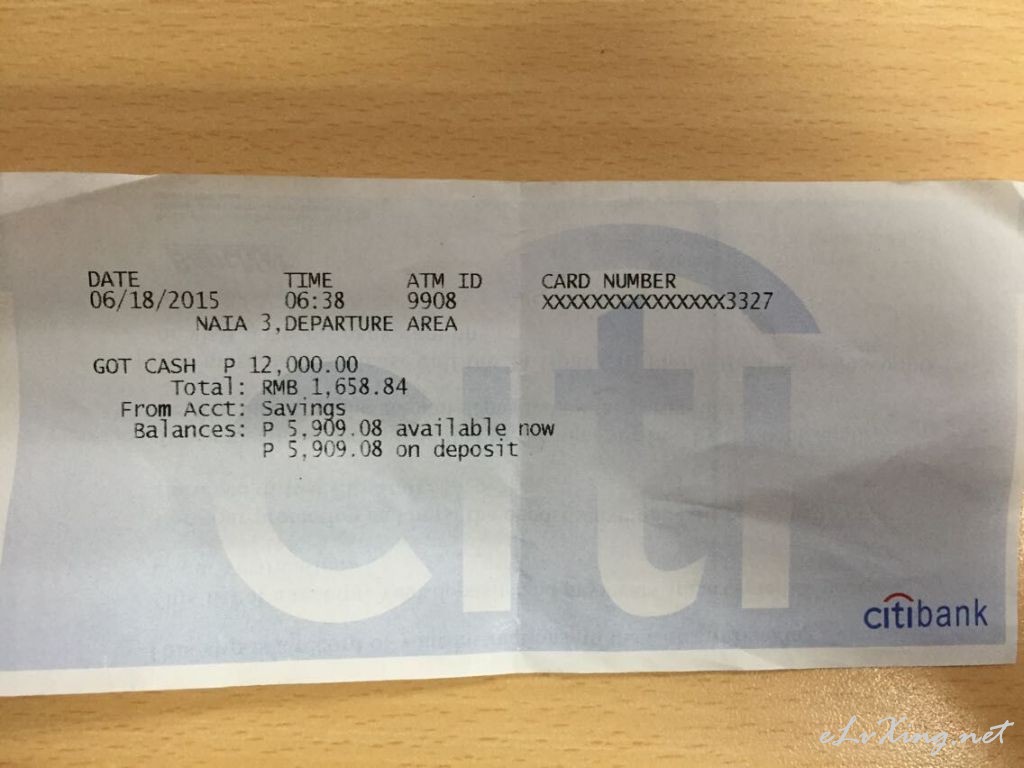 DATE TIME ATM ID CARD NUMBER
06/18/2015 06:38 9908 XXXXXXXXXXXXXXX3327
NAIA 3,DEPARTURE AREA
GOT CASH P 12,000.00
Total: RMB 1,658.84
From Acct: Savings
Balances: P 5,909.08 available now
P 5,909.08 on deposit
citi
citibank
eLvXing.net